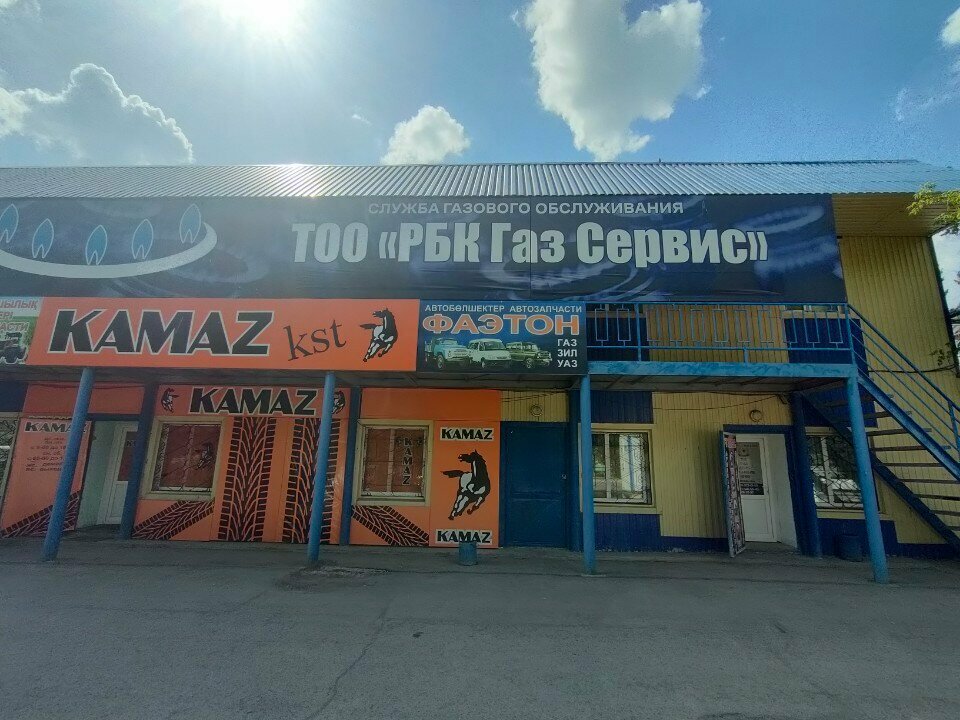 СЛУЖБА ГАЗОВОГО ОБСЛУЖИВАНИЯ
ТОО «РБК Газ Сервис»
KAMAZ kst
АВТОБӨЛШЕКТЕР АВТОЗАПЧАСТИ
ФАЭТОН
ГАЗ
ЗИЛ
УАЗ
KAMAZ
KAMAZ
KAMAZ
KAMAZ
KAMAZ